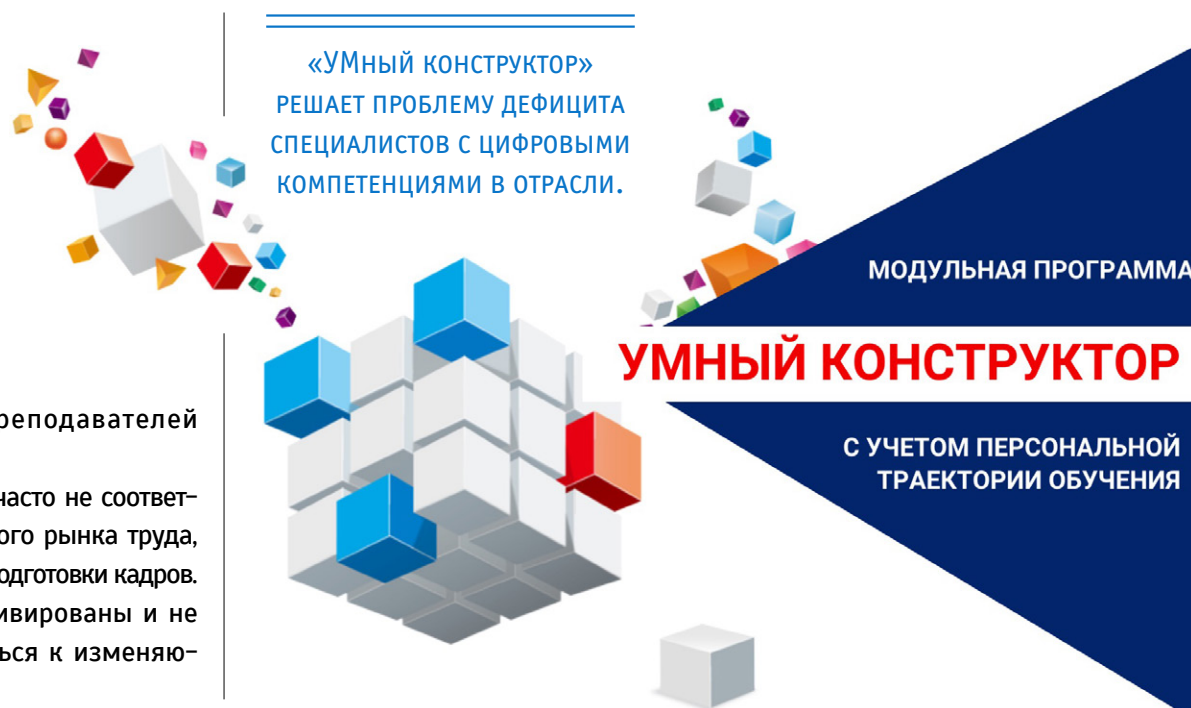 «УМный конструктор»
решает проблему дефицита
специалистов с цифровыми
компетенциями в отрасли.
МОДУЛЬНАЯ ПРОГРАММА
УМНЫЙ КОНСТРУКТОР
С УЧЕТОМ ПЕРСОНАЛЬНОЙ
ТРАЕКТОРИИ ОБУЧЕНИЯ
реподавателей
часто не соответ-
ого рынка труда,
одготовки кадров.
ивированы и не
ься к изменяю-